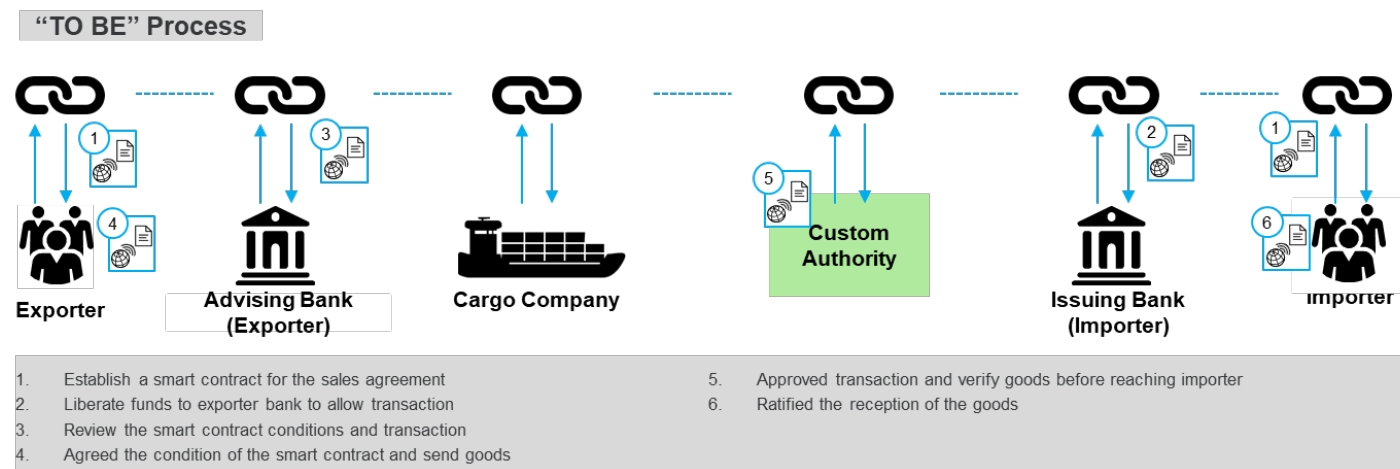 “TO BE” Process
1
3
2
1
4
5
6
Custom
Authority
Exporter
Advising Bank
(Exporter)
Cargo Company
Issuing Bank
(Importer)
Importer
1. Establish a smart contract for the sales agreement
2. Liberate funds to exporter bank to allow transaction
3. Review the smart contract conditions and transaction
4. Agreed the condition of the smart contract and send goods
5. Approved transaction and verify goods before reaching importer
6. Ratified the reception of the goods